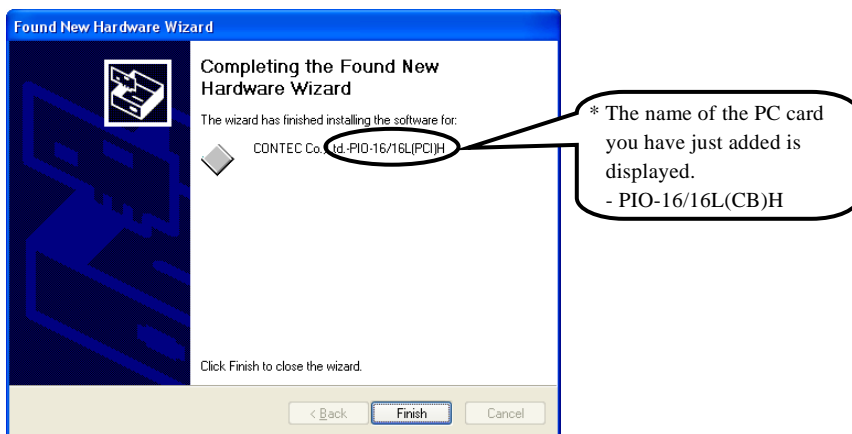 Found New Hardware Wizard
Completing the Found New
Hardware Wizard
The wizard has finished installing the software for:
CONTEC Co., Ltd.-PIO-16/16L(PCI)H
Click Finish to close the wizard.
< Back
Finish
Cancel
* The name of the PC card
you have just added is
displayed.
- PIO-16/16L(CB)H